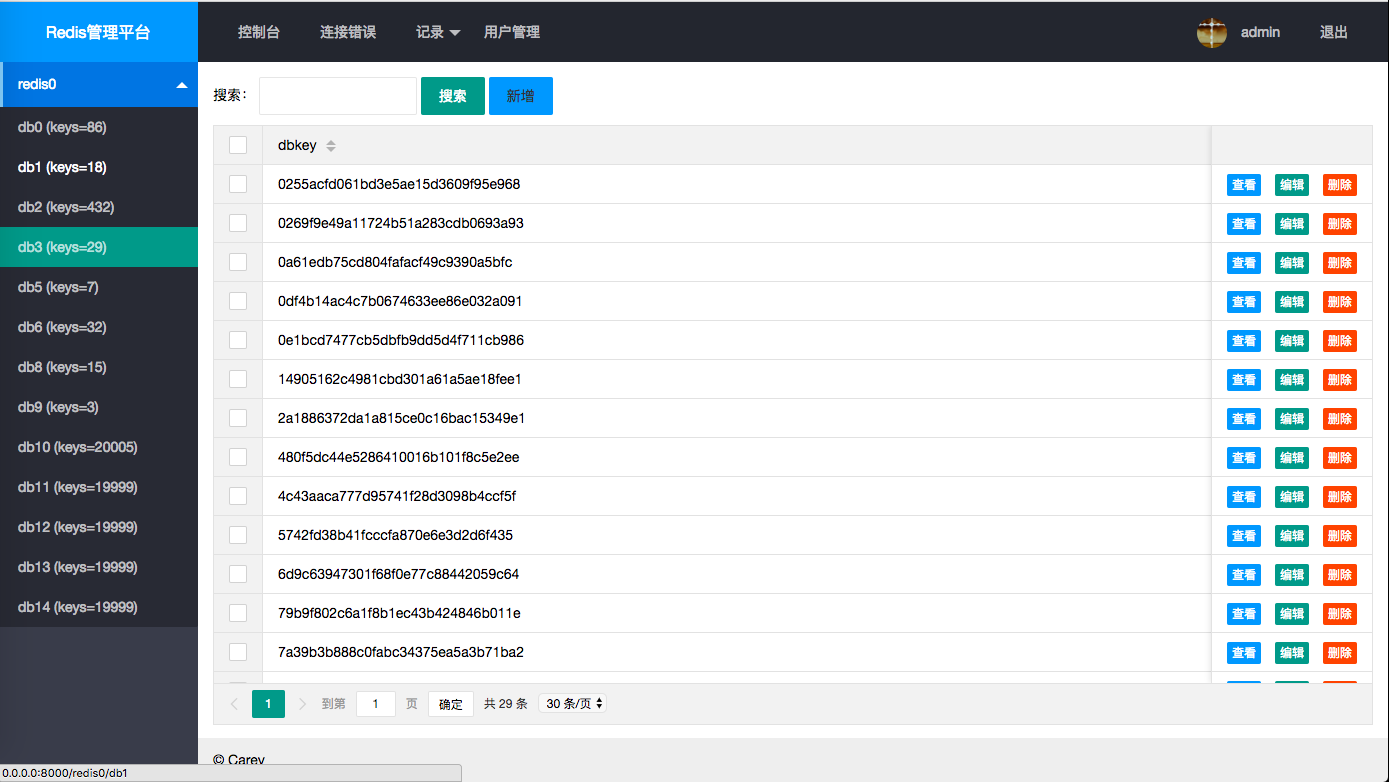 Redis管理平台 控制台 连接错误 记录 用户管理 admin 退出
redis0
db0 (keys=86)
db1 (keys=18)
db2 (keys=432)
db3 (keys=29)
db5 (keys=7)
db6 (keys=32)
db8 (keys=15)
db9 (keys=3)
db10 (keys=20005)
db11 (keys=19999)
db12 (keys=19999)
db13 (keys=19999)
db14 (keys=19999)
搜索： 搜索 新增
dbkey
0255acfd061bd3e5ae15d3609f95e968 查看 编辑 删除
0269f9e49a11724b51a283cdb0693a93 查看 编辑 删除
0a61edb75cd804fafacf49c9390a5bfc 查看 编辑 删除
0df4b14ac4c7b0674633ee86e032a091 查看 编辑 删除
0e1bcd7477cb5dbfb9dd5d4f711cb986 查看 编辑 删除
14905162c4981cbd301a61a5ae18fee1 查看 编辑 删除
2a1886372da1a815ce0c16bac15349e1 查看 编辑 删除
480f5dc44e5286410016b101f8c5e2ee 查看 编辑 删除
4c43aaca777d95741f28d3098b4ccf5f 查看 编辑 删除
5742fd38b41fcccfa870e6e3d2d6f435 查看 编辑 删除
6d9c63947301f68f0e77c88442059c64 查看 编辑 删除
79b9f802c6a1f8b1ec43b424846b011e 查看 编辑 删除
7a39b3b888c0fabc34375ea5a3b71ba2 查看 编辑 删除
1 到第 1 页 确定 共 29 条 30 条/页
© Carey
0.0.0.0:8000/redis0/db1